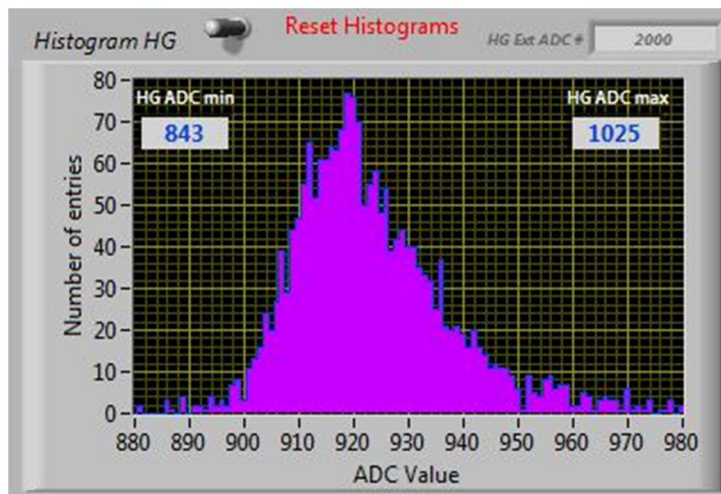 Histogram HG
Reset Histograms
HG Ext ADC #
2000
HG ADC min
843
HG ADC max
1025
Number of entries
80
70
60
50
40
30
20
10
0
880 890 900 910 920 930 940 950 960 970 980
ADC Value